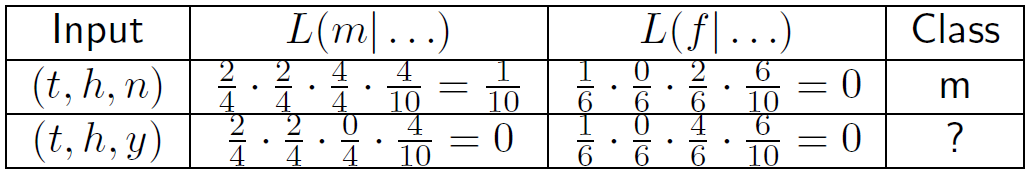 Input L(m| ...) L(f| ...) Class
(t, h, n) 2/4 · 2/4 · 4/4 · 4/10 = 1/10 1/6 · 0/6 · 2/6 · 6/10 = 0 m
(t, h, y) 2/4 · 2/4 · 0/4 · 4/10 = 0 1/6 · 0/6 · 4/6 · 6/10 = 0 ?